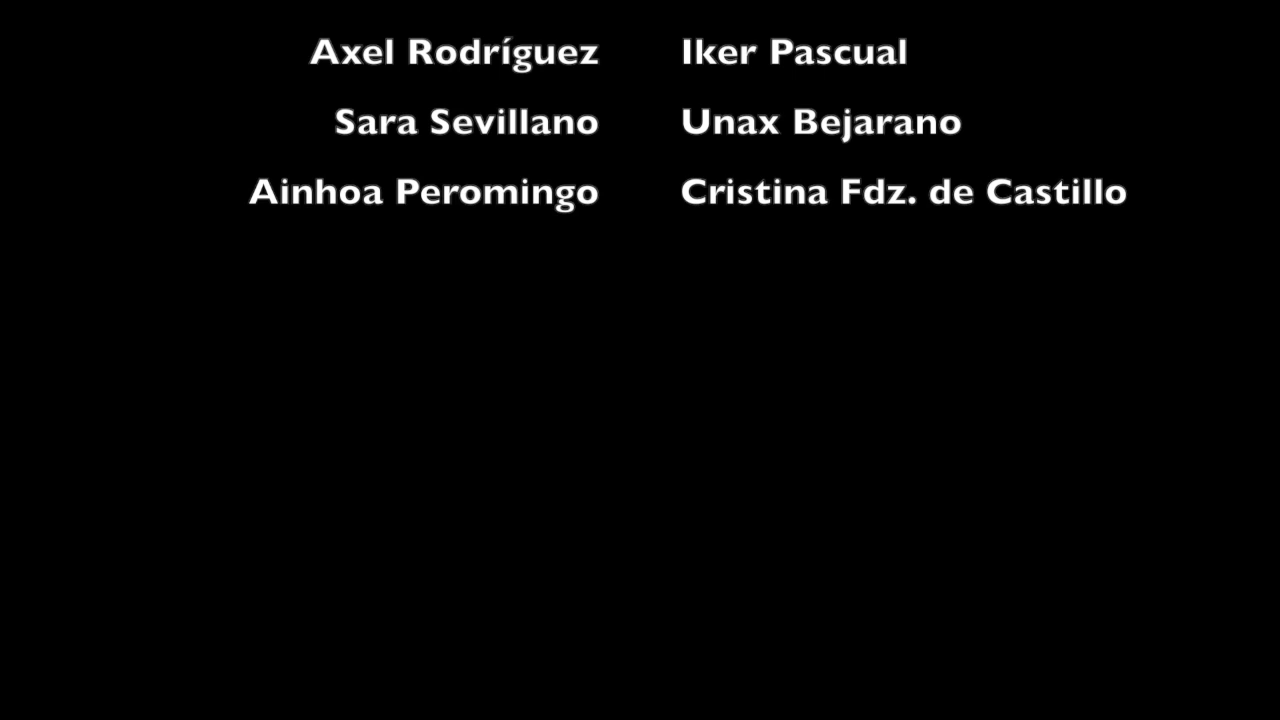 Axel Rodríguez Iker Pascual
Sara Sevillano Unax Bejarano
Ainhoa Peromingo Cristina Fdz. de Castillo